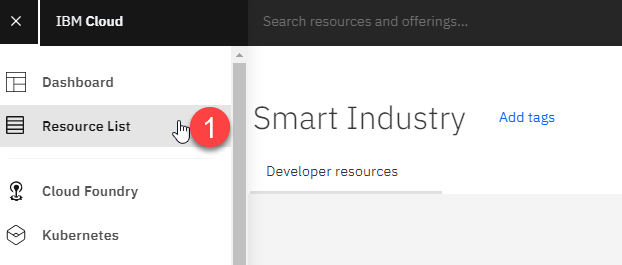 IBM Cloud
Search resources and offerings...
Dashboard
Resource List
1
Cloud Foundry
Kubernetes
Smart Industry
Add tags
Developer resources